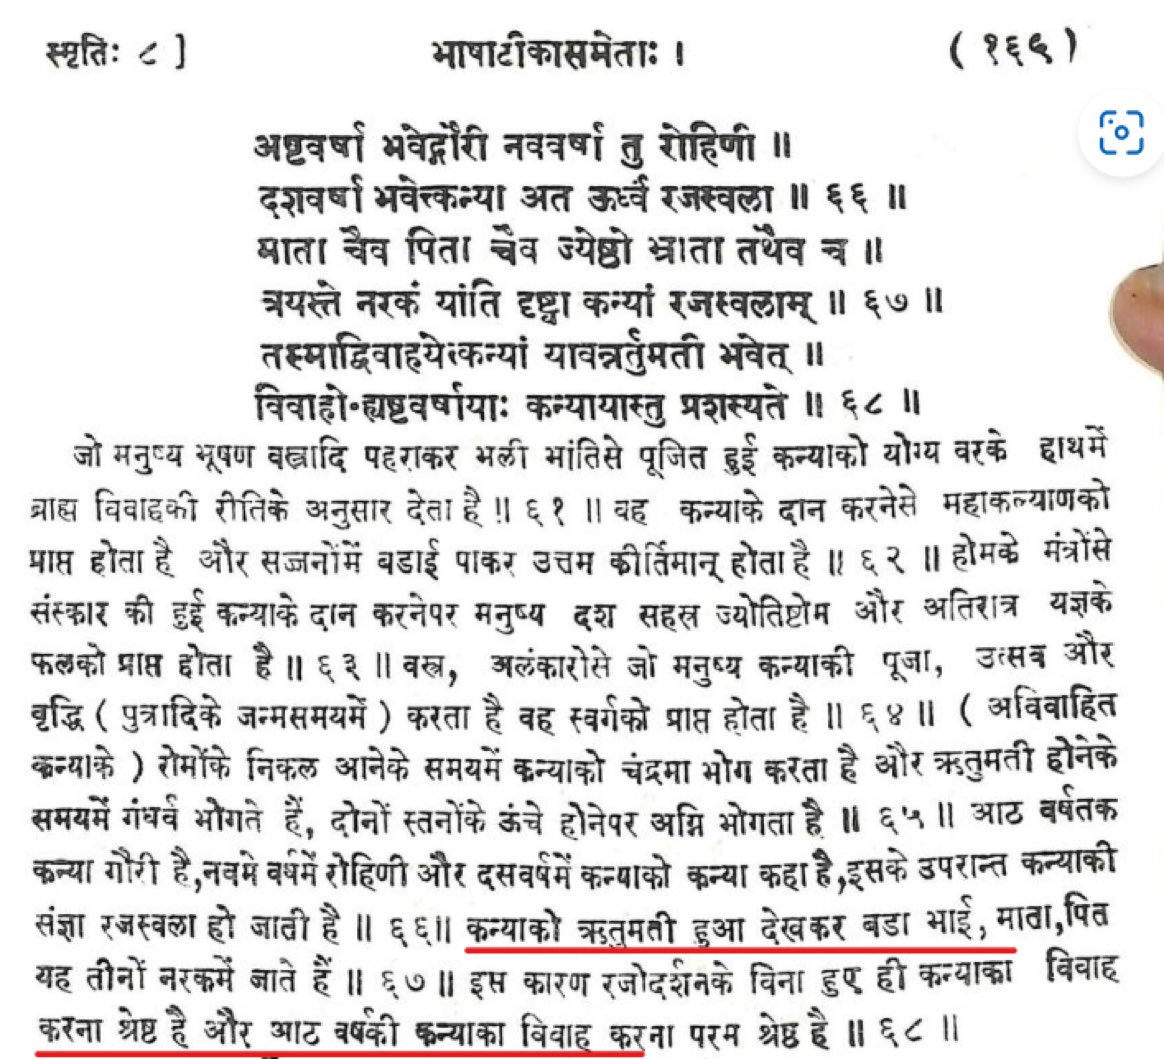 स्मृतिः ८ ]
भाषाटीकासमेताः ।
( १६९ )
अष्टवर्षा भवेद्गौरी नववर्षा तु रोहिणी ॥
दशवर्षा भवेत्कन्या अत ऊर्ध्वं रजस्वला ॥ ६६ ॥
माता चैव पिता चैव ज्येष्ठो भ्राता तथैव च ॥
त्रयस्ते नरकं यांति दृष्ट्वा कन्यां रजस्वलाम् ॥ ६७ ॥
तस्माद्विवाहयेत्कन्यां यावन्नर्तुमती भवेत् ॥
विवाहो-ह्यष्टवर्षायाः कन्यायास्तु प्रशस्यते ॥ ६८ ॥
जो मनुष्य भूषण वस्त्रादि पहराकर भली भांतिसे पूजित हुई कन्याको योग्य वरके हाथमें
ब्राह्म विवाहकी रीतिके अनुसार देता है ॥ ६१ ॥ वह कन्याके दान करनेसे महाकल्याणको
प्राप्त होता है और सज्जनोंमें बडाई पाकर उत्तम कीर्तिमान् होता है ॥ ६२ ॥ होमके मंत्रोंसे
संस्कार की हुई कन्याके दान करनेपर मनुष्य दश सहस्र ज्योतिष्टोम और अतिरात्र यज्ञके
फलको प्राप्त होता है ॥ ६३ ॥ वस्त्र, अलंकारोसे जो मनुष्य कन्याकी पूजा, उत्सव और
वृद्धि ( पुत्रादिके जन्मसमयमें ) करता है वह स्वर्गको प्राप्त होता है ॥ ६४ ॥ ( अविवाहित
कन्याके ) रोमोंके निकल आनेके समयमें कन्याको चंद्रमा भोग करता है और ऋतुमती होनेके
समयमें गंधर्व भोगते हैं, दोनों स्तनोंके ऊंचे होनेपर अग्नि भोगता है ॥ ६५ ॥ आठ वर्षतक
कन्या गौरी है,नवमे वर्षमें रोहिणी और दसवर्षमें कन्याको कन्या कहा है,इसके उपरान्त कन्याकी
संज्ञा रजस्वला हो जाती है ॥ ६६॥ कन्याको ऋतुमती हुआ देखकर बडा भाई, माता,पित
यह तीनों नरकमें जाते हैं ॥ ६७ ॥ इस कारण रजोदर्शनके विना हुए ही कन्याका विवाह
करना श्रेष्ठ है और आठ वर्षकी कन्याका विवाह करना परम श्रेष्ठ है ॥ ६८ ॥